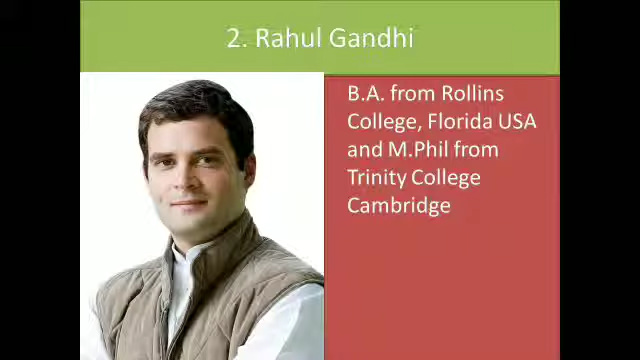 2. Rahul Gandhi
B.A. from Rollins
College, Florida USA
and M.Phil from
Trinity College
Cambridge